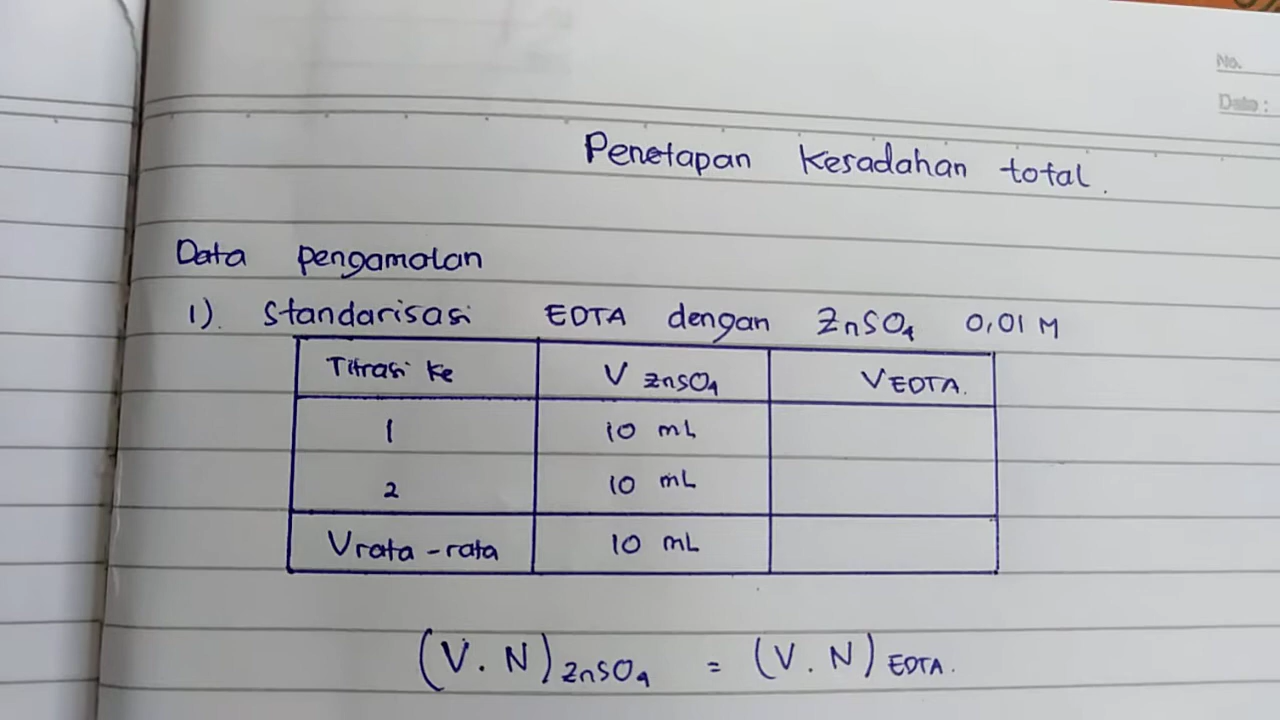 No.
Date :
Penetapan Kesadahan total.
Data pengamatan
1). Standarisasi EDTA dengan ZnSO4 0,01 M
Titrasi ke V ZnSO4 V EDTA.
1 10 mL
2 10 mL
V rata-rata 10 mL
(V. N) ZnSO4 = (V. N) EDTA.